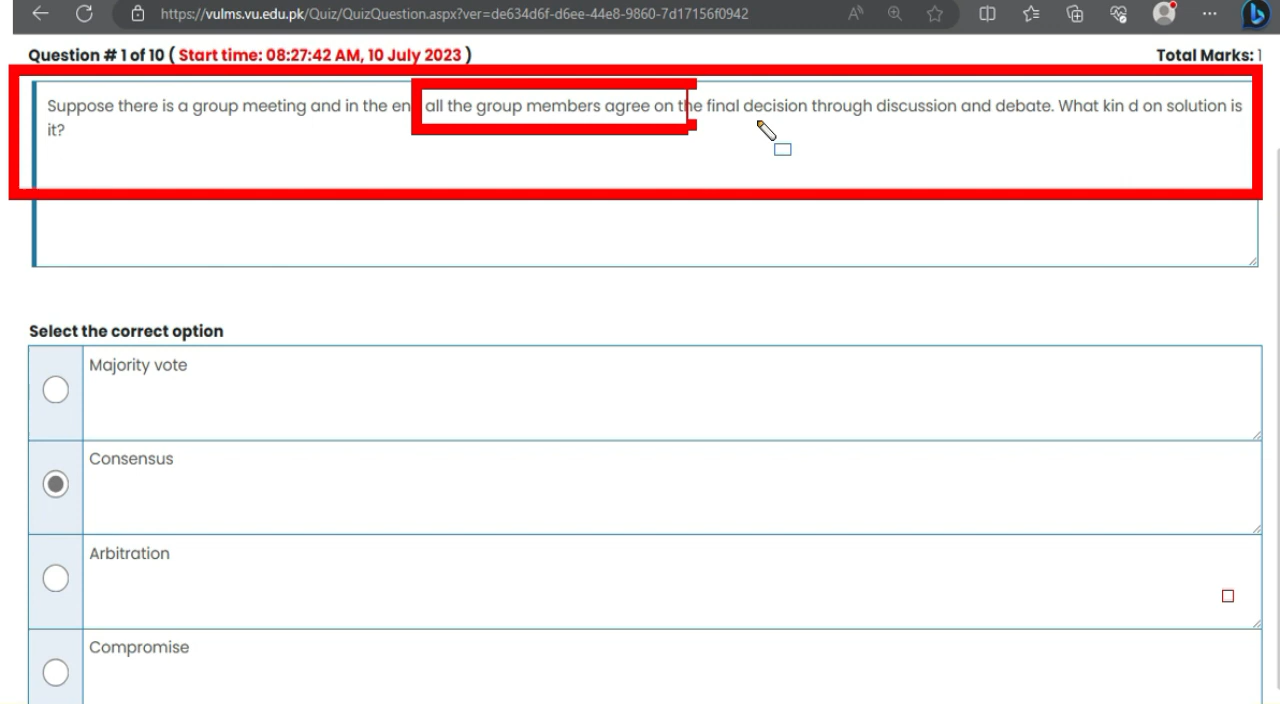 https://vulms.vu.edu.pk/Quiz/QuizQuestion.aspx?ver=de634d6f-d6ee-44e8-9860-7d17156f0942
Question # 1 of 10 ( Start time: 08:27:42 AM, 10 July 2023 )
Total Marks: 1
Suppose there is a group meeting and in the en all the group members agree on the final decision through discussion and debate. What kin d on solution is
it?
Select the correct option
Majority vote
Consensus
Arbitration
Compromise